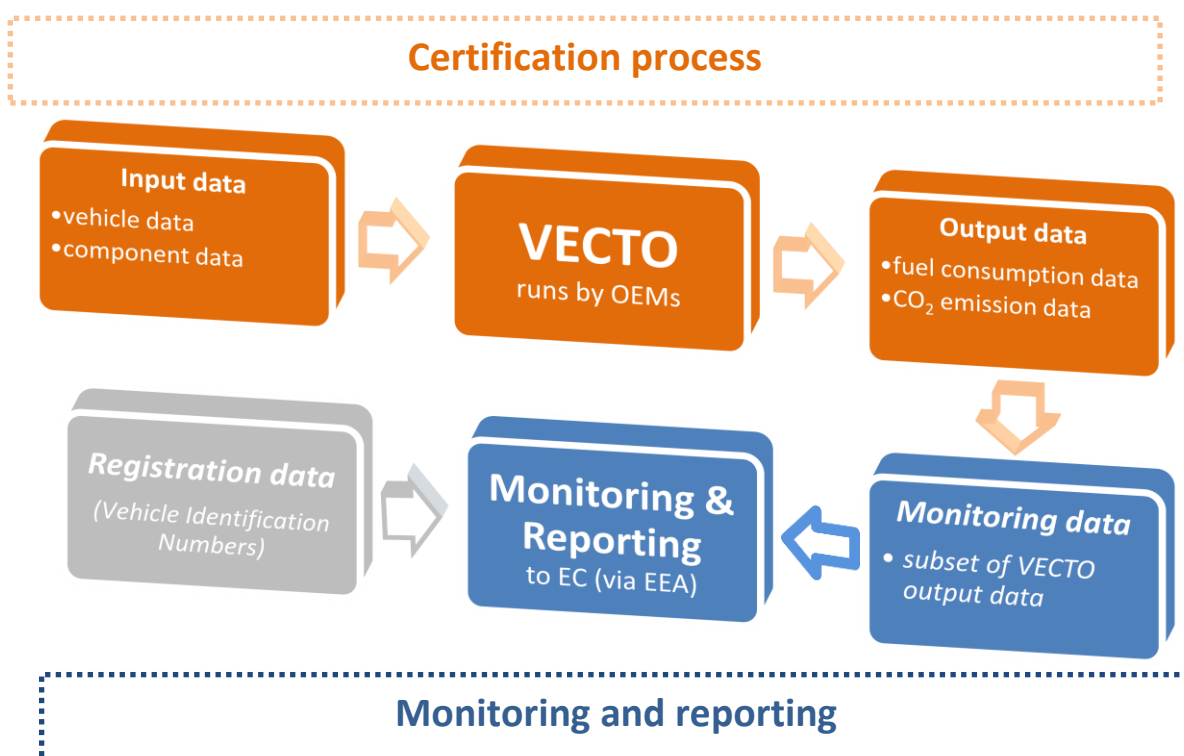 Certification process
Input data
•vehicle data
•component data
VECTO
runs by OEMs
Output data
•fuel consumption data
•CO₂ emission data
Registration data
(Vehicle Identification
Numbers)
Monitoring &
Reporting
to EC (via EEA)
Monitoring data
• subset of VECTO
output data
Monitoring and reporting